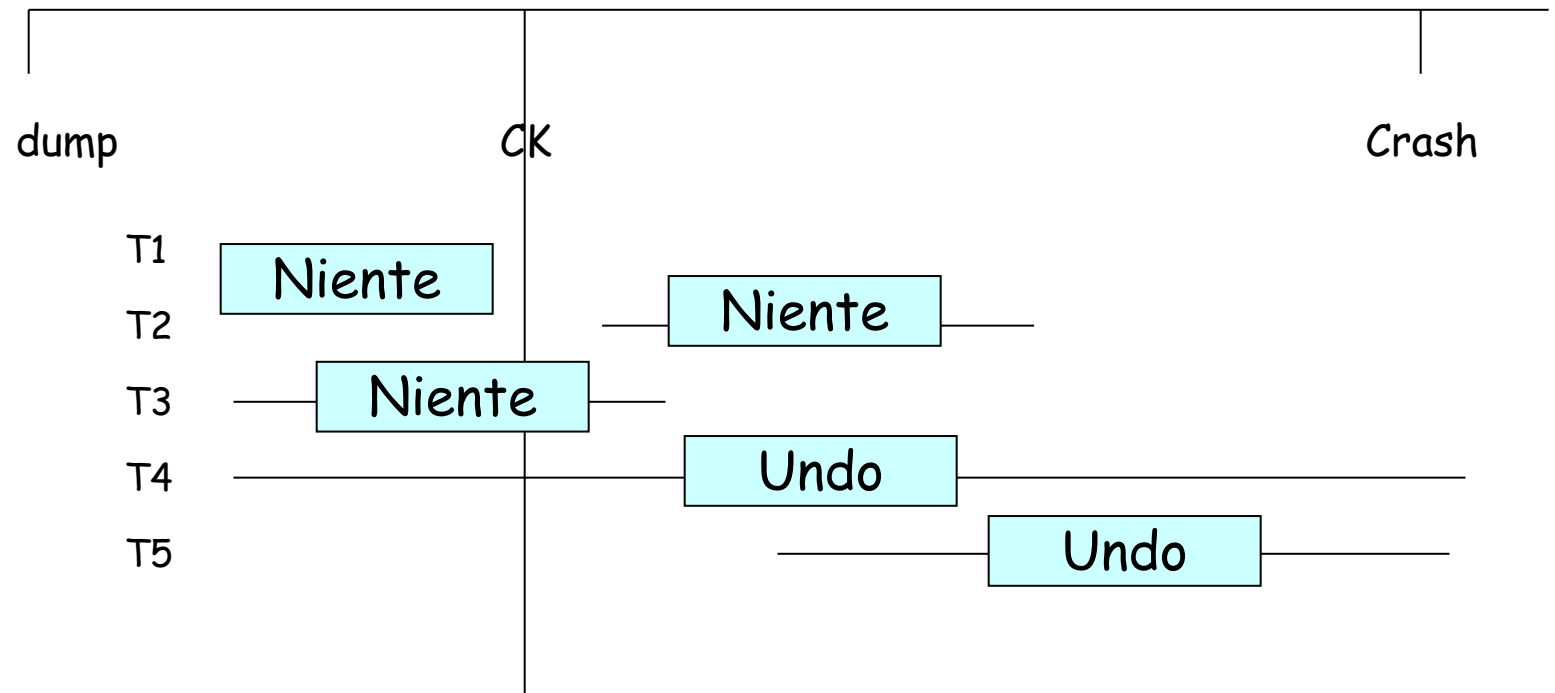 dump CK Crash
T1 Niente
T2 Niente
T3 Niente
T4 Undo
T5 Undo